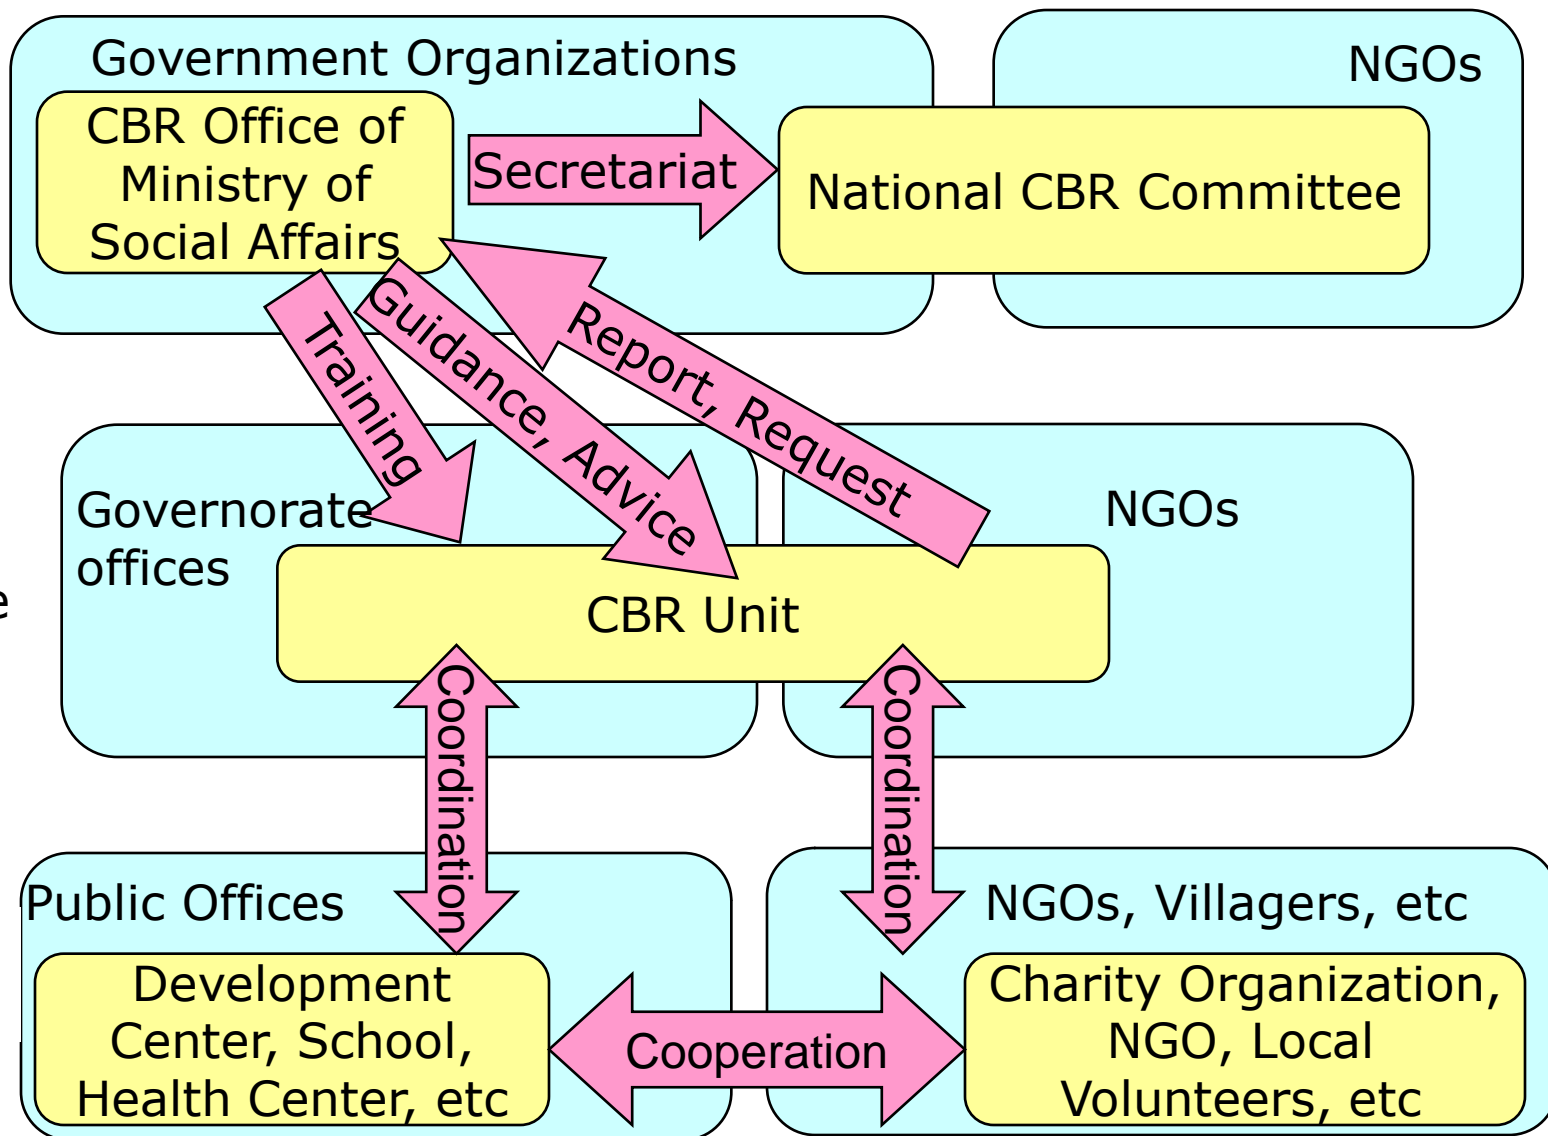 Government Organizations
NGOs
CBR Office of
Ministry of
Social Affairs
Secretariat
National CBR Committee
Training
Guidance, Advice
Report, Request
Governorate
offices
NGOs
e
CBR Unit
Coordination
Coordination
Public Offices
NGOs, Villagers, etc
Development
Center, School,
Health Center, etc
Cooperation
Charity Organization,
NGO, Local
Volunteers, etc